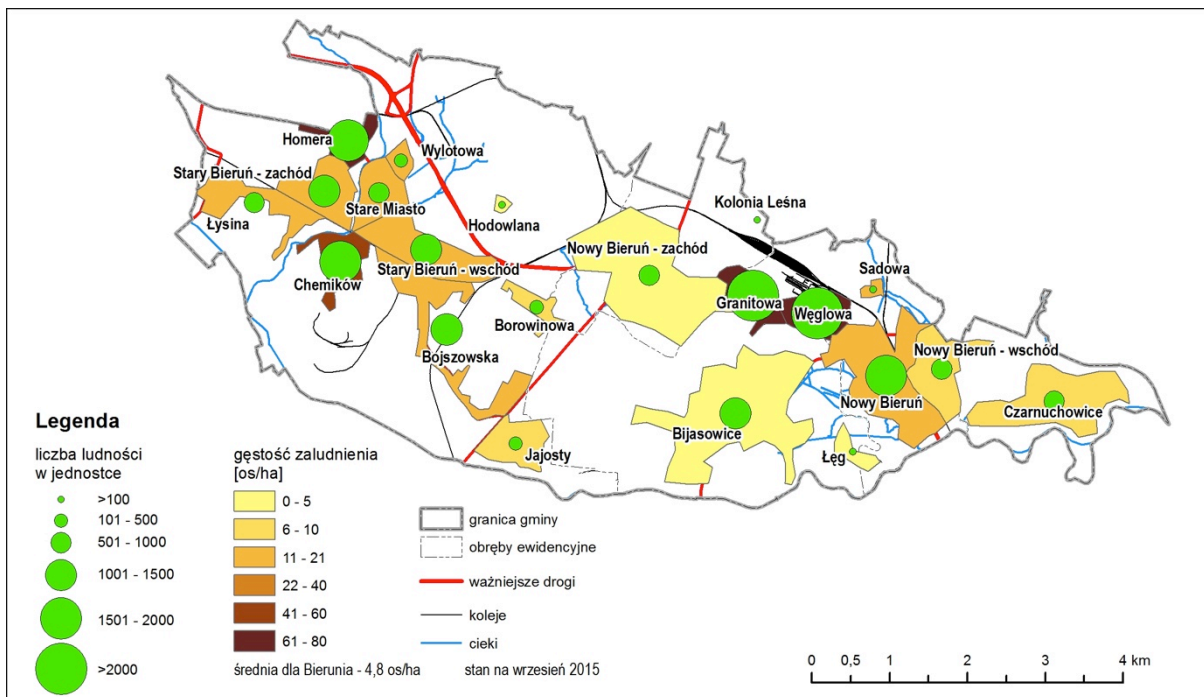 Homera
Wylotowa
Stary Bieruń - zachód
Stare Miasto
Łysina
Hodowlana
Kolonia Leśna
Nowy Bieruń - zachód
Stary Bieruń - wschód
Sadowa
Chemików
Granitowa
Węglowa
Borowinowa
Bojszowska
Nowy Bieruń - wschód
Nowy Bieruń
Czarnuchowice
Bijasowice
Jajosty
Łęg
Legenda
liczba ludności
w jednostce
>100
101 - 500
501 - 1000
1001 - 1500
1501 - 2000
>2000
gęstość zaludnienia
[os/ha]
0 - 5
6 - 10
11 - 21
22 - 40
41 - 60
61 - 80
średnia dla Bierunia - 4,8 os/ha
granica gminy
obręby ewidencyjne
ważniejsze drogi
koleje
cieki
stan na wrzesień 2015
0 0,5 1 2 3 4 km